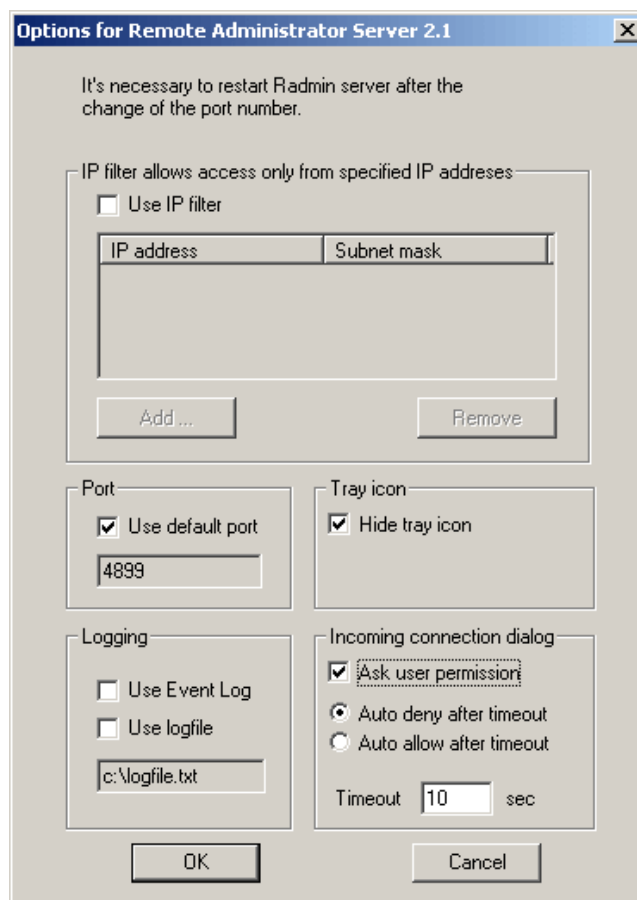 Options for Remote Administrator Server 2.1
It's necessary to restart Radmin server after the
change of the port number.
IP filter allows access only from specified IP addreses
Use IP filter
IP address Subnet mask
Add ... Remove
Port
Use default port
4899
Tray icon
Hide tray icon
Logging
Use Event Log
Use logfile
c:\logfile.txt
Incoming connection dialog
Ask user permission
Auto deny after timeout
Auto allow after timeout
Timeout 10 sec
OK Cancel